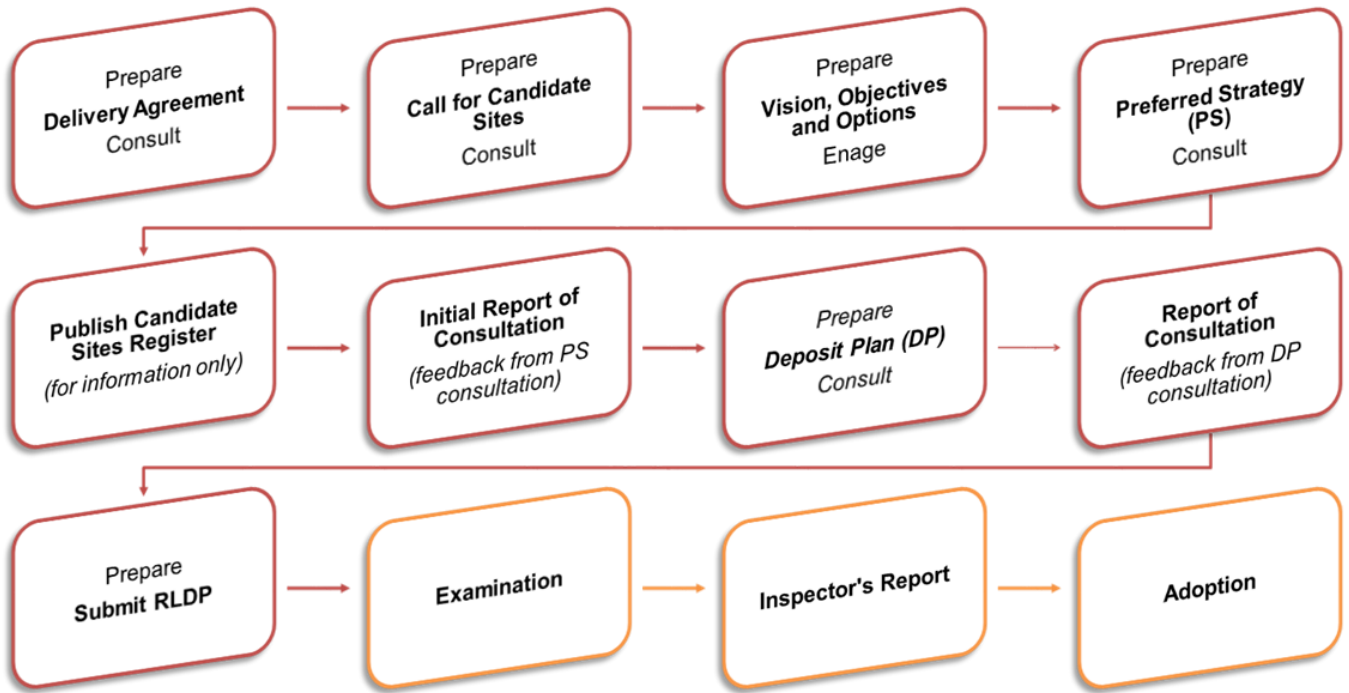 Prepare
Delivery Agreement
Consult
Prepare
Call for Candidate
Sites
Consult
Prepare
Vision, Objectives
and Options
Enage
Prepare
Preferred Strategy
(PS)
Consult
Publish Candidate
Sites Register
(for information only)
Initial Report of
Consultation
(feedback from PS
consultation)
Prepare
Deposit Plan (DP)
Consult
Report of
Consultation
(feedback from DP
consultation)
Prepare
Submit RLDP
Examination
Inspector's Report
Adoption